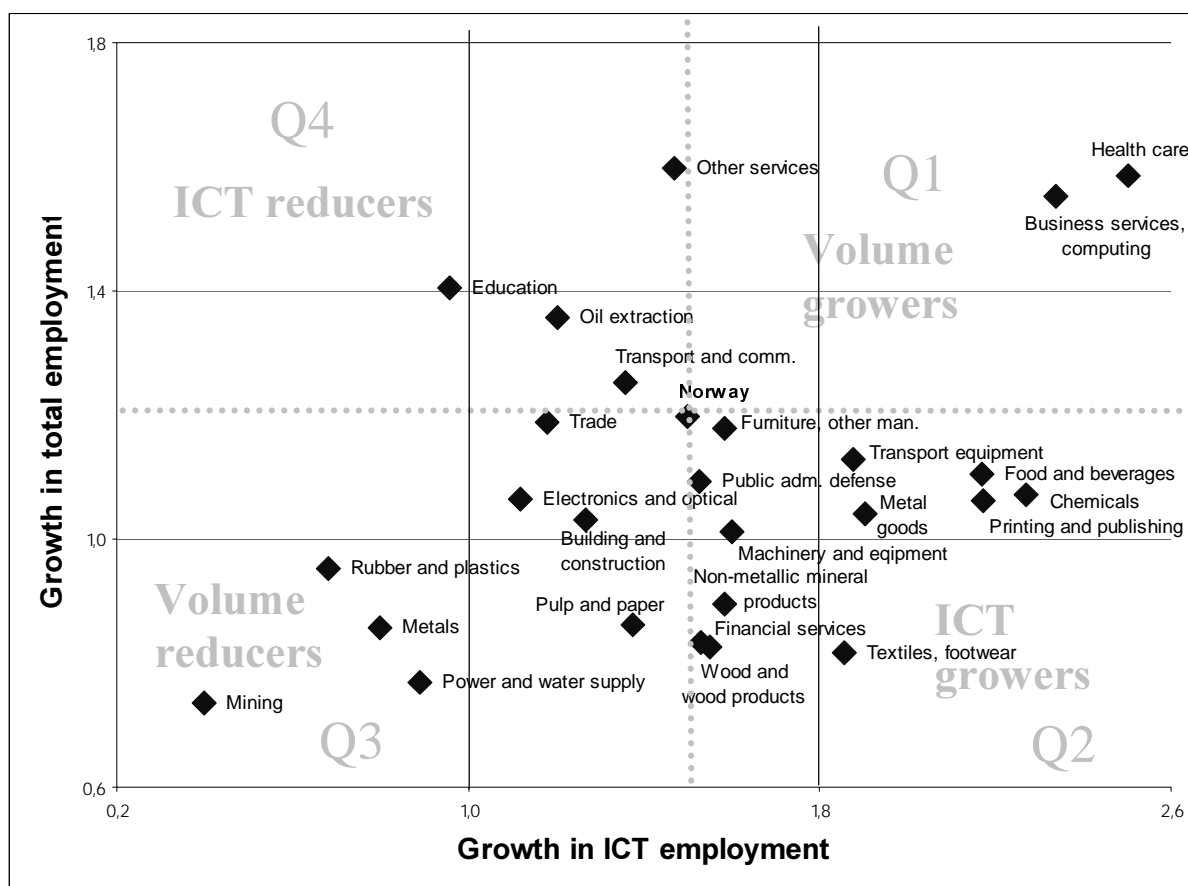 1,8
Q4
Health care
Other services
Q1
ICT reducers
Business services,
computing
Volume
growers
1,4
Education
Oil extraction
Transport and comm.
Norway
Trade
Furniture, other man.
Transport equipment
Public adm. defense
Food and beverages
Electronics and optical
Metal
goods
Chemicals
Printing and publishing
1,0
Building and
construction
Machinery and eqipment
Rubber and plastics
Non-metallic mineral
products
Volume
reducers
Pulp and paper
ICT
growers
Metals
Financial services
Textiles, footwear
Wood and
wood products
Power and water supply
Mining
Q3
Q2
0,6
0,2
1,0
1,8
2,6
Growth in total employment
Growth in ICT employment